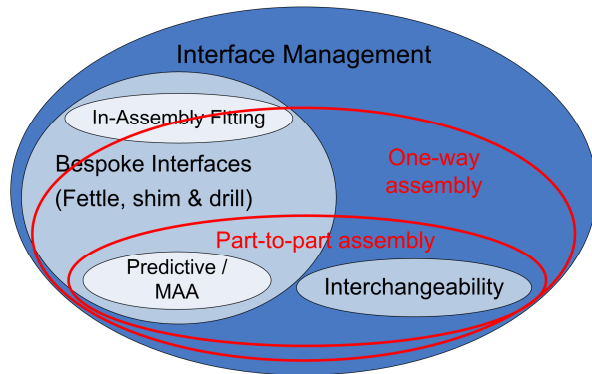 Interface Management
In-Assembly Fitting
Bespoke Interfaces
(Fettle, shim & drill)
One-way
assembly
Part-to-part assembly
Predictive /
MAA
Interchangeability